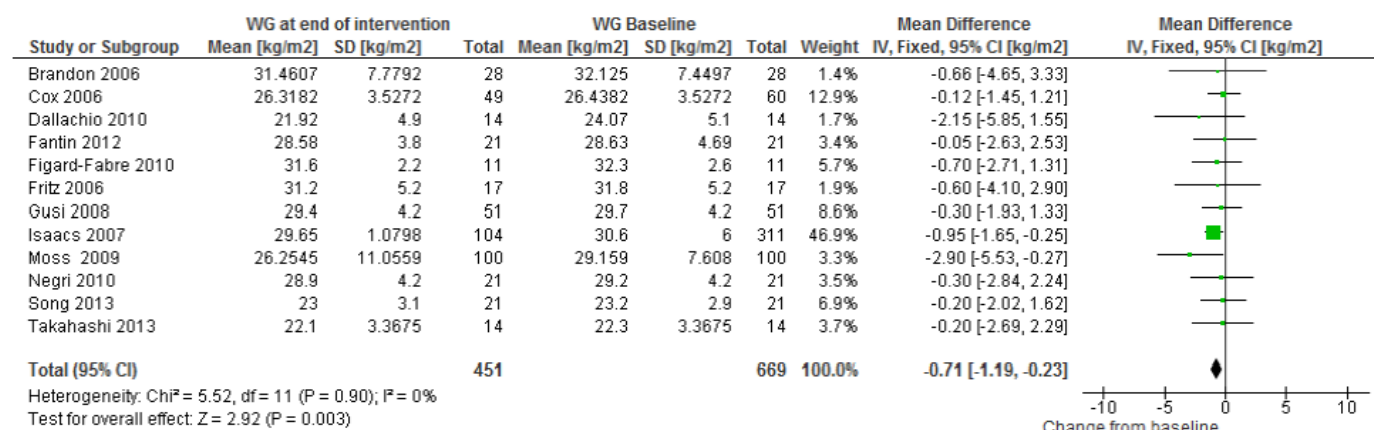 WG at end of intervention WG Baseline Mean Difference Mean Difference
Study or Subgroup Mean [kg/m2] SD [kg/m2] Total Mean [kg/m2] SD [kg/m2] Total Weight IV, Fixed, 95% CI [kg/m2] IV, Fixed, 95% CI [kg/m2]
Brandon 2006 31.4607 7.7792 28 32.125 7.4497 28 1.4% -0.66 [-4.65, 3.33]
Cox 2006 26.3182 3.5272 49 26.4382 3.5272 60 12.9% -0.12 [-1.45, 1.21]
Dallachio 2010 21.92 4.9 14 24.07 5.1 14 1.7% -2.15 [-5.85, 1.55]
Fantin 2012 28.58 3.8 21 28.63 4.69 21 3.4% -0.05 [-2.63, 2.53]
Figard-Fabre 2010 31.6 2.2 11 32.3 2.6 11 5.7% -0.70 [-2.71, 1.31]
Fritz 2006 31.2 5.2 17 31.8 5.2 17 1.9% -0.60 [-4.10, 2.90]
Gusi 2008 29.4 4.2 51 29.7 4.2 51 8.6% -0.30 [-1.93, 1.33]
Isaacs 2007 29.65 1.0798 104 30.6 6 311 46.9% -0.95 [-1.65, -0.25]
Moss 2009 26.2545 11.0559 100 29.159 7.608 100 3.3% -2.90 [-5.53, -0.27]
Negri 2010 28.9 4.2 21 29.2 4.2 21 3.5% -0.30 [-2.84, 2.24]
Song 2013 23 3.1 21 23.2 2.9 21 6.9% -0.20 [-2.02, 1.62]
Takahashi 2013 22.1 3.3675 14 22.3 3.3675 14 3.7% -0.20 [-2.69, 2.29]
Total (95% CI) 451 669 100.0% -0.71 [-1.19, -0.23]
Heterogeneity: Chi² = 5.52, df = 11 (P = 0.90); I² = 0%
Test for overall effect: Z = 2.92 (P = 0.003)
-10 -5 0 5 10
Change from baseline